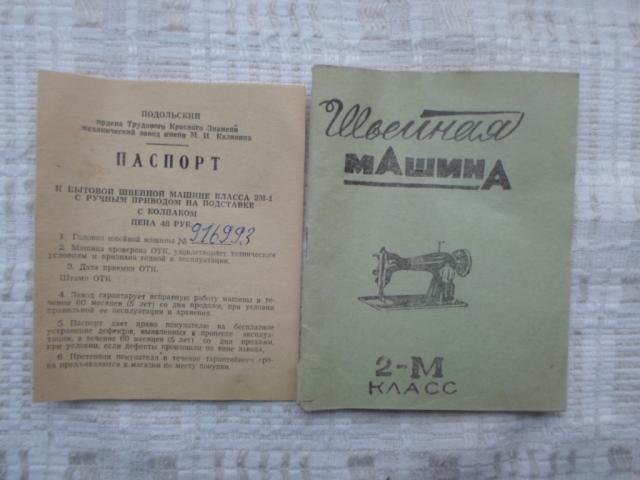 ПОДОЛЬСКИЙ
ордена Трудового Красного Знамени
механический завод имени М. И. Калинина
ПАСПОРТ
К БЫТОВОЙ ШВЕЙНОЙ МАШИНЕ КЛАССА 2М-1
С РУЧНЫМ ПРИВОДОМ НА ПОДСТАВКЕ
С КОЛПАКОМ
ЦЕНА 48 РУБ.
1. Головка швейной машины № 916993
2. Машина проверена ОТК, удовлетворяет техническим
условиям и признана годной к эксплуатации.
3. Дата приемки ОТК.
Штамп ОТК.
4. Завод гарантирует исправную работу машины в те-
чение 60 месяцев (5 лет) со дня продажи, при условии
правильной ее эксплуатации и хранения.
5. Паспорт дает право покупателю на бесплатное
устранение дефектов, выявленных в процессе эксплуа-
тации, в течение 60 месяцев (5 лет) со дня продажи,
при условии, если дефекты произошли по вине завода.
6. Претензии покупателя в течение гарантийного сро-
ка предъявляются в магазин по месту покупки.
Швейная
МАШИНА
2-М
КЛАСС